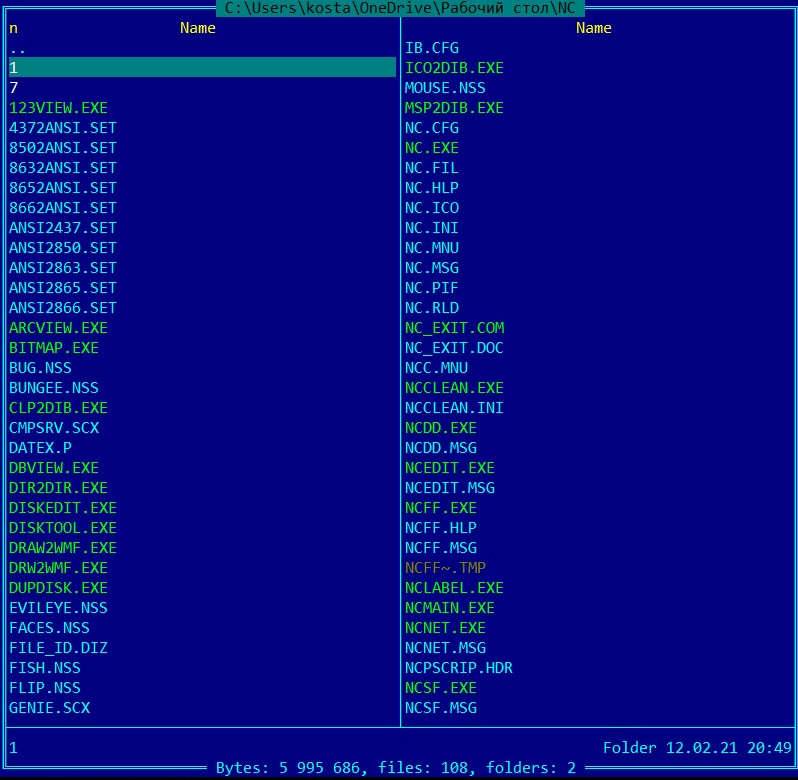 C:\Users\kosta\OneDrive\Рабочий стол\NC
n Name
..
1
7
123VIEW.EXE
4372ANSI.SET
8502ANSI.SET
8632ANSI.SET
8652ANSI.SET
8662ANSI.SET
ANSI2437.SET
ANSI2850.SET
ANSI2863.SET
ANSI2865.SET
ANSI2866.SET
ARCVIEW.EXE
BITMAP.EXE
BUG.NSS
BUNGEE.NSS
CLP2DIB.EXE
CMPSRV.SCX
DATEX.P
DBVIEW.EXE
DIR2DIR.EXE
DISKEDIT.EXE
DISKTOOL.EXE
DRAW2WMF.EXE
DRW2WMF.EXE
DUPDISK.EXE
EVILEYE.NSS
FACES.NSS
FILE_ID.DIZ
FISH.NSS
FLIP.NSS
GENIE.SCX
Name
IB.CFG
ICO2DIB.EXE
MOUSE.NSS
MSP2DIB.EXE
NC.CFG
NC.EXE
NC.FIL
NC.HLP
NC.ICO
NC.INI
NC.MNU
NC.MSG
NC.PIF
NC.RLD
NC_EXIT.COM
NC_EXIT.DOC
NCC.MNU
NCCLEAN.EXE
NCCLEAN.INI
NCDD.EXE
NCDD.MSG
NCEDIT.EXE
NCEDIT.MSG
NCFF.EXE
NCFF.HLP
NCFF.MSG
NCFF~.TMP
NCLABEL.EXE
NCMAIN.EXE
NCNET.EXE
NCNET.MSG
NCPSCRIP.HDR
NCSF.EXE
NCSF.MSG
1 Folder 12.02.21 20:49
Bytes: 5 995 686, files: 108, folders: 2